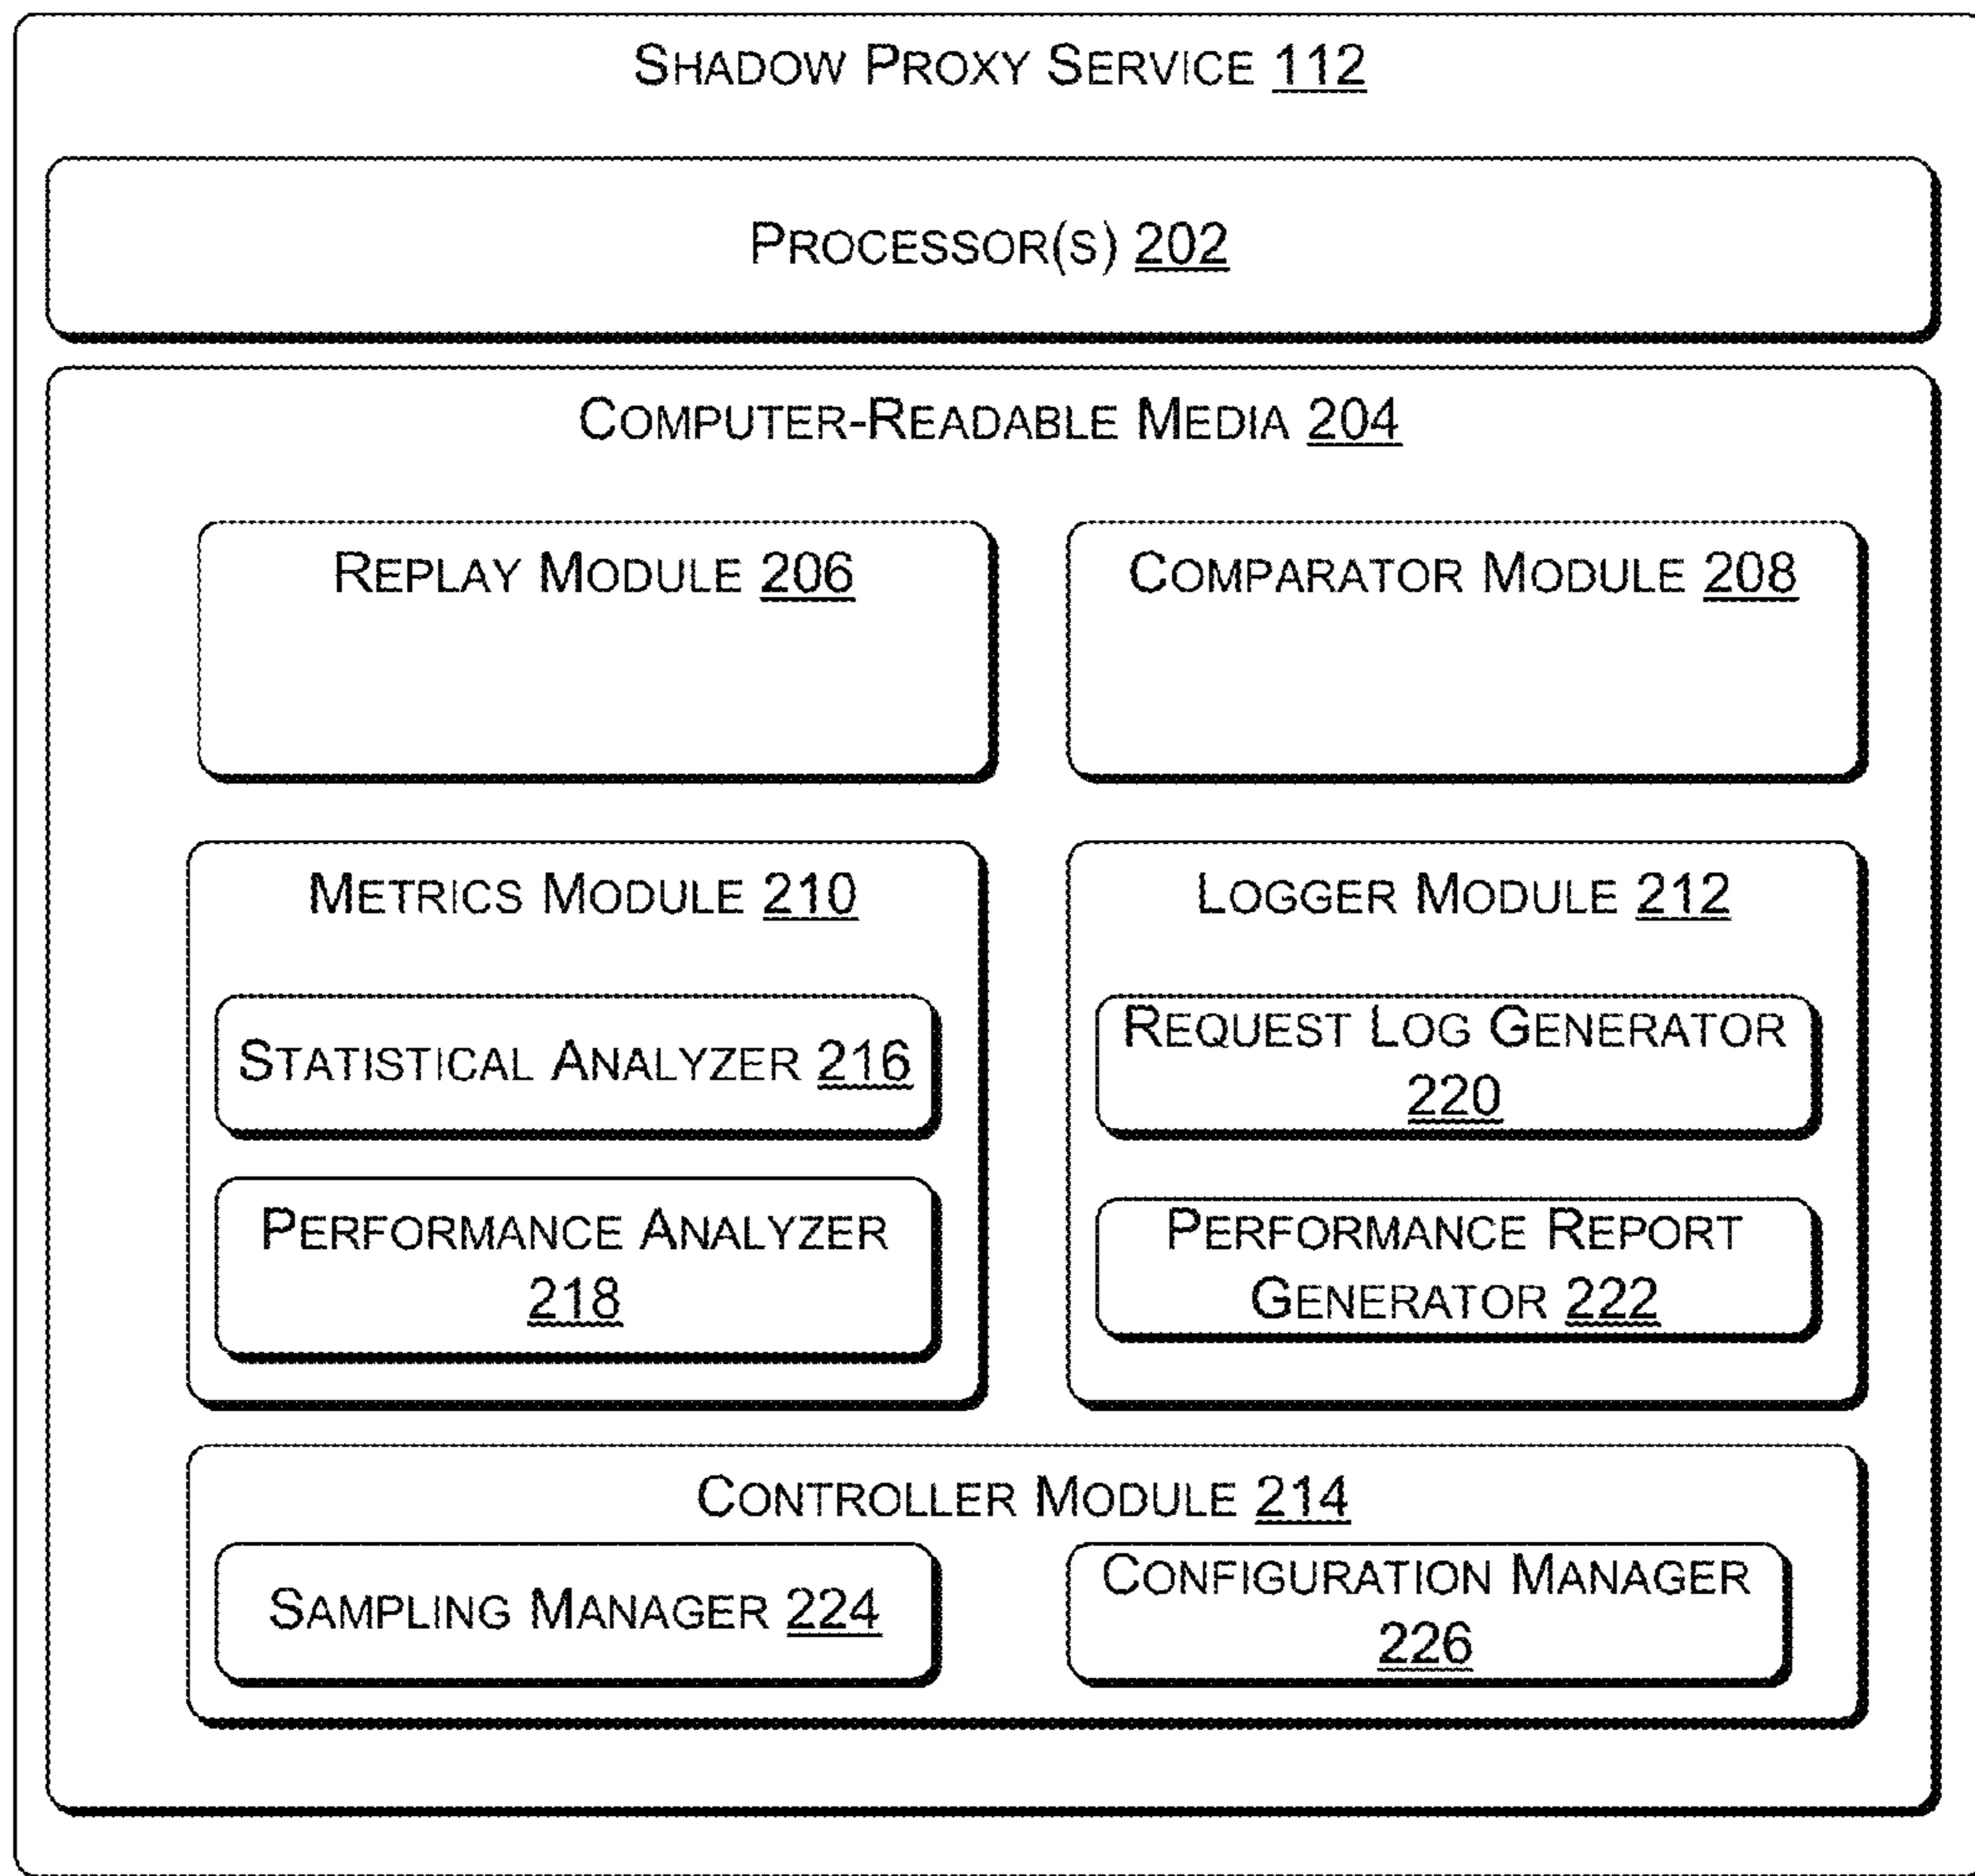 SHADOW PROXY SERVICE 112
PROCESSOR(S) 202
COMPUTER-READABLE MEDIA 204
REPLAY MODULE 206
COMPARATOR MODULE 208
METRICS MODULE 210
STATISTICAL ANALYZER 216
PERFORMANCE ANALYZER
218
LOGGER MODULE 212
REQUEST LOG GENERATOR
220
PERFORMANCE REPORT
GENERATOR 222
CONTROLLER MODULE 214
SAMPLING MANAGER 224
CONFIGURATION MANAGER
226